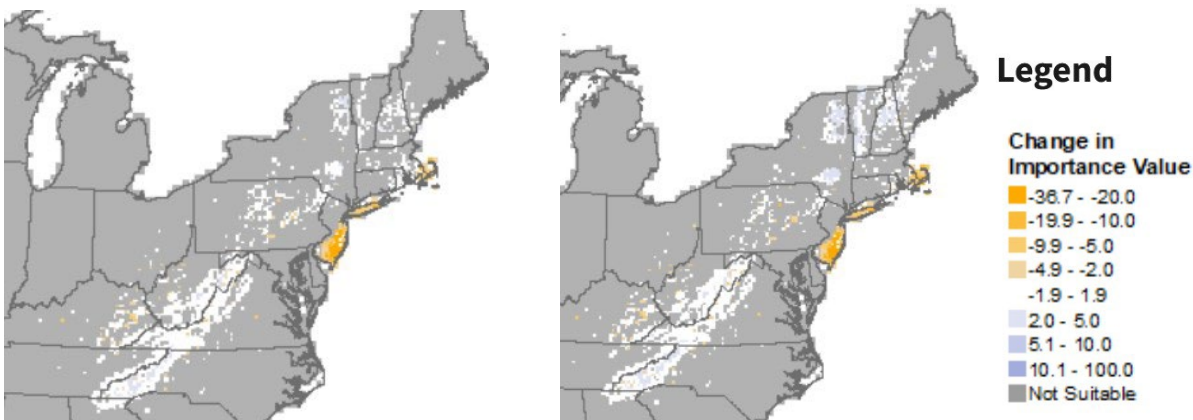 Legend
Change in
Importance Value
-36.7 - -20.0
-19.9 - -10.0
-9.9 - -5.0
-4.9 - -2.0
-1.9 - 1.9
2.0 - 5.0
5.1 - 10.0
10.1 - 100.0
Not Suitable